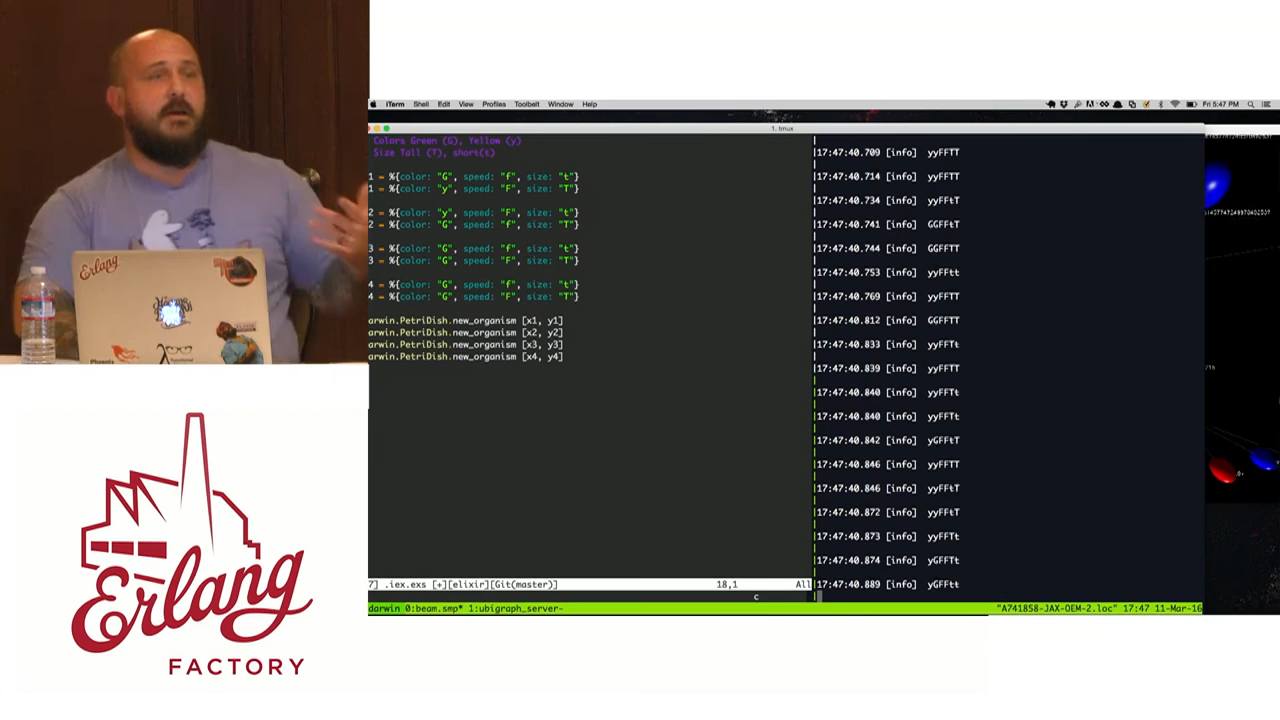 iTerm Shell Edit View Profiles Toolbelt Window Help
Fri 5:47 PM
1. tmux
Colors Green (G), Yellow (y)
Size Tall (T), short(t)
1 = %{color: "G", speed: "f", size: "t"}
1 = %{color: "y", speed: "F", size: "T"}
2 = %{color: "y", speed: "F", size: "t"}
2 = %{color: "G", speed: "f", size: "T"}
3 = %{color: "G", speed: "f", size: "t"}
3 = %{color: "G", speed: "F", size: "T"}
4 = %{color: "G", speed: "f", size: "t"}
4 = %{color: "G", speed: "F", size: "T"}
arwin.PetriDish.new_organism [x1, y1]
arwin.PetriDish.new_organism [x2, y2]
arwin.PetriDish.new_organism [x3, y3]
arwin.PetriDish.new_organism [x4, y4]
7] .iex.exs [+][elixir][Git(master)] 18,1 All
c
17:47:40.709 [info] yyFFTT
17:47:40.714 [info] yyFFTT
17:47:40.734 [info] yyFFtT
17:47:40.741 [info] GGFFtT
17:47:40.744 [info] GGFFTT
17:47:40.753 [info] yyFFtt
17:47:40.769 [info] yyFFTT
17:47:40.812 [info] GGFFTT
17:47:40.833 [info] yyFFTt
17:47:40.839 [info] yyFFTT
17:47:40.840 [info] yyFFTt
17:47:40.840 [info] yyFFTt
17:47:40.842 [info] yGFFtT
17:47:40.846 [info] yyFFTT
17:47:40.846 [info] yyFFtT
17:47:40.872 [info] yyFFtT
17:47:40.873 [info] yyFFTt
17:47:40.874 [info] yGFFTt
17:47:40.889 [info] yGFFtt
darwin 0:beam.smp* 1:ubigraph_server- "A741858-JAX-OEM-2.loc" 17:47 11-Mar-16
Erlang
Phoenix
Erlang
FACTORY